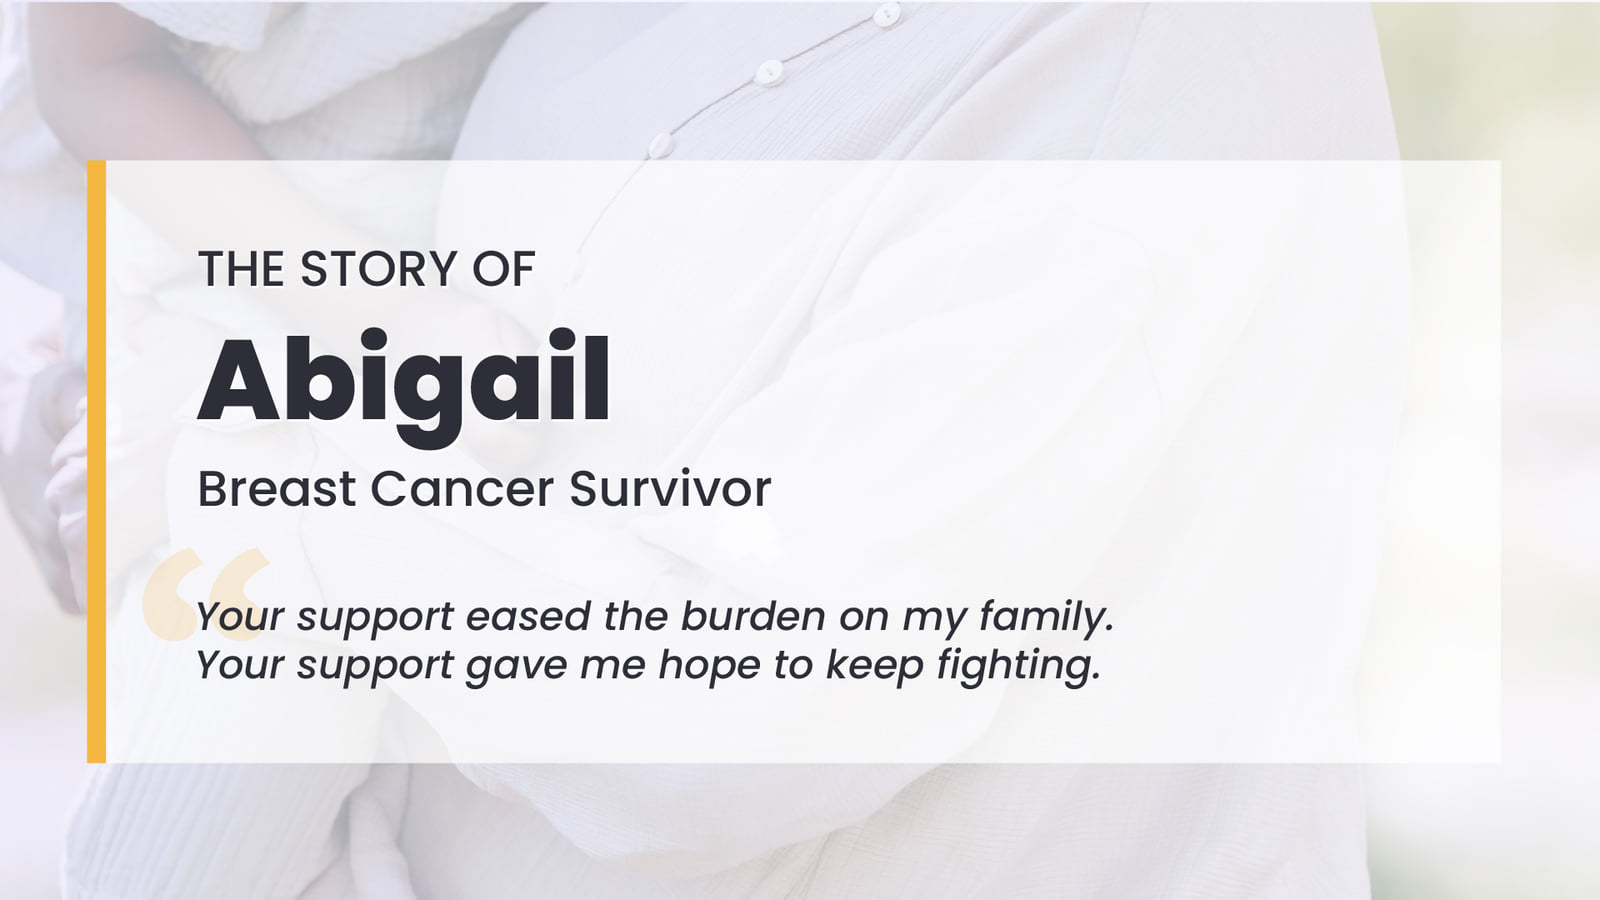 THE STORY OF
Abigail
Breast Cancer Survivor
“Your support eased the burden on my family.
Your support gave me hope to keep fighting.